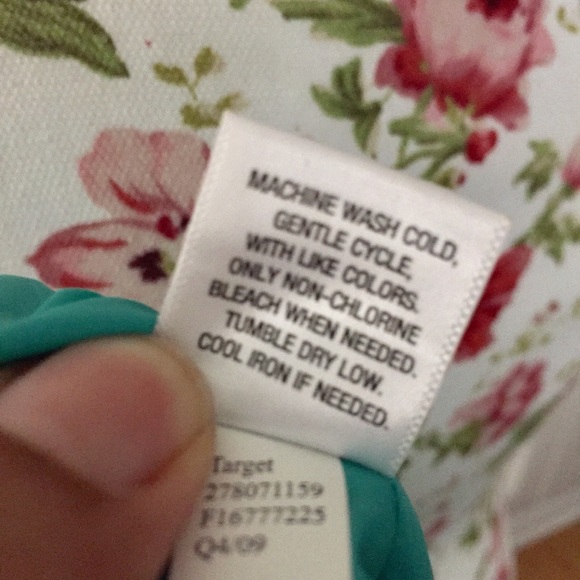 MACHINE WASH COLD,
GENTLE CYCLE,
WITH LIKE COLORS.
ONLY NON-CHLORINE
BLEACH WHEN NEEDED.
TUMBLE DRY LOW.
COOL IRON IF NEEDED.
Target
278071159
F16777225
Q4/09